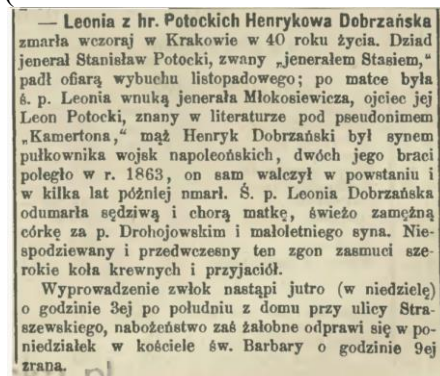 — Leonia z hr. Potockich Henrykowa Dobrzańska
zmarła wczoraj w Krakowie w 40 roku życia. Dziad
jenerał Stanisław Potocki, zwany „jenerałem Stasiem,"
padł ofiarą wybuchu listopadowego; po matce była
ś. p. Leonia wnuką jenerała Młokosiewicza, ojciec jej
Leon Potocki, znany w literaturze pod pseudonimem
„Kamertona," mąż Henryk Dobrzański był synem
pułkownika wojsk napoleońskich, dwóch jego braci
poległo w r. 1863, on sam walczył w powstaniu i
w kilka lat później nmarł. Ś. p. Leonia Dobrzańska
odumarła sędziwą i chorą matkę, świeżo zamężną
córkę za p. Drohojowskim i małoletniego syna. Nie-
spodziewany i przedwczesny ten zgon zasmuci sze-
rokie koła krewnych i przyjaciół.
Wyprowadzenie zwłok nastąpi jutro (w niedzielę)
o godzinie 3ej po południu z domu przy ulicy Stra-
szewskiego, nabożeństwo zaś żałobne odprawi się w po-
niedziałek w kościele św. Barbary o godzinie 9ej
zrana.